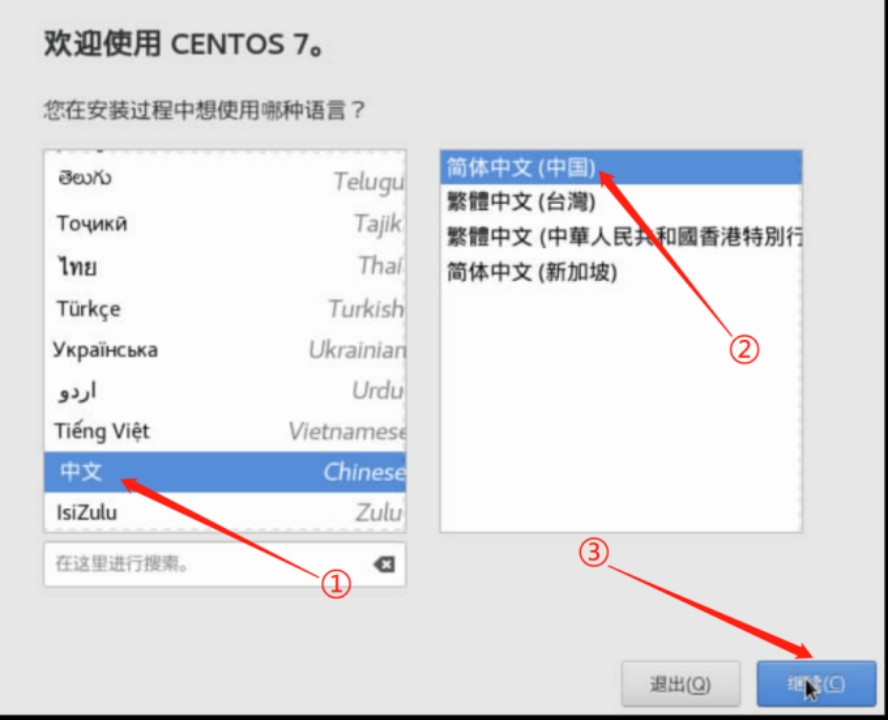 欢迎使用 CENTOS 7。
您在安装过程中想使用哪种语言？
తెలుగు Telugu
Тоҷикӣ Tajik
ไทย Thai
Türkçe Turkish
Українська Ukrainian
اردو Urdu
Tiếng Việt Vietnamese
中文 Chinese
IsiZulu Zulu
在这里进行搜索。
①
简体中文 (中国)
繁體中文 (台灣)
繁體中文 (中華人民共和國香港特別行
简体中文 (新加坡)
②
③
退出(Q)
继续(C)